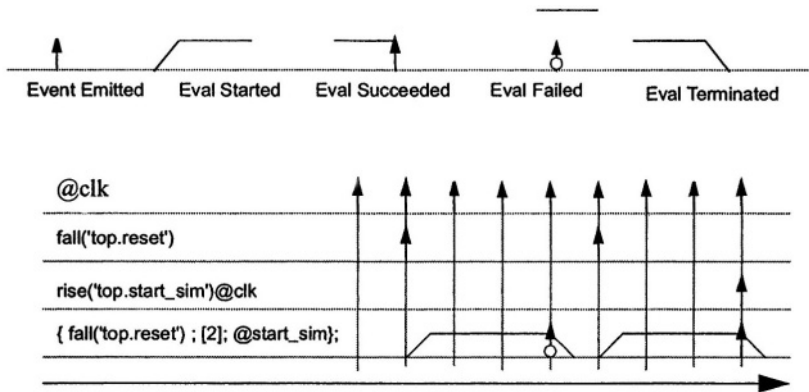 Event Emitted Eval Started Eval Succeeded Eval Failed Eval Terminated
@clk
fall('top.reset')
rise('top.start_sim')@clk
{ fall('top.reset') ; [2]; @start_sim};